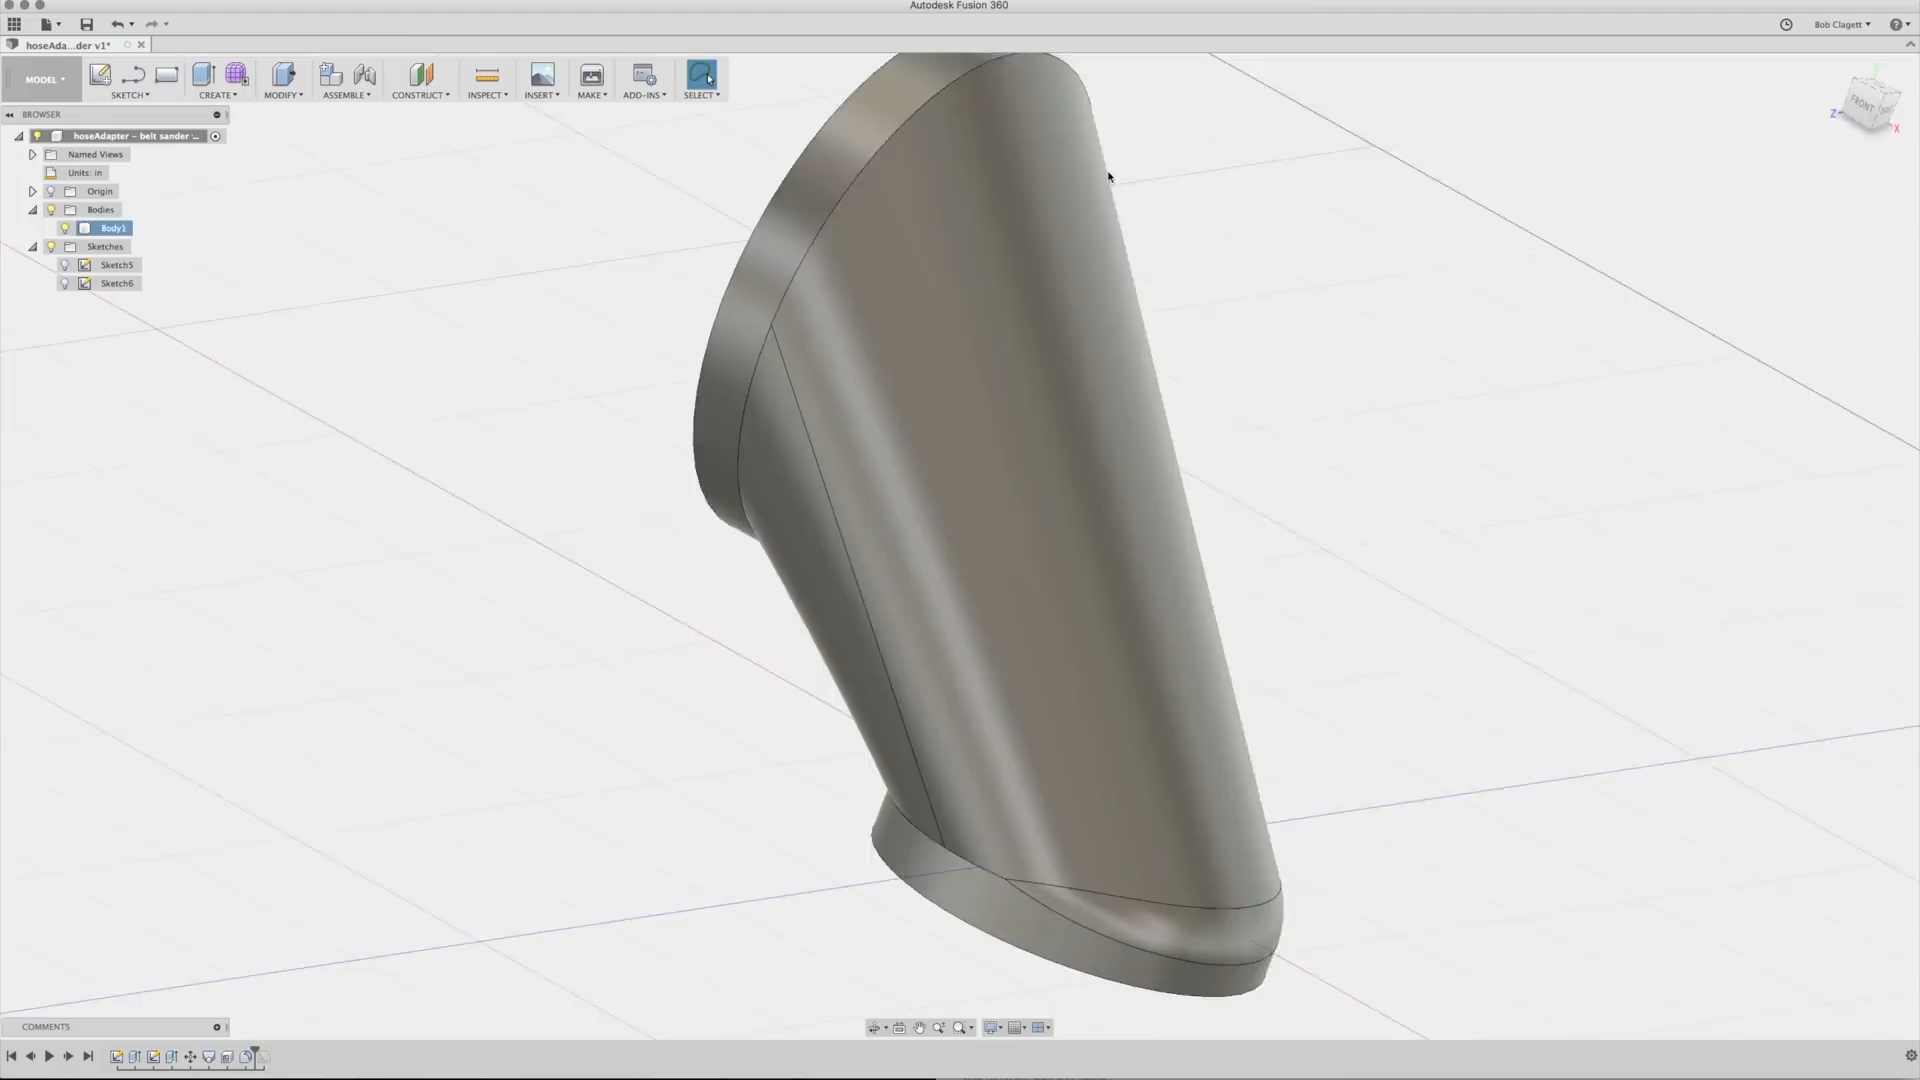 Autodesk Fusion 360
Bob Clagett
hoseAda...der v1*
MODEL
SKETCH
CREATE
MODIFY
ASSEMBLE
CONSTRUCT
INSPECT
INSERT
MAKE
ADD-INS
SELECT
BROWSER
hoseAdapter - belt sander ...
Named Views
Units: in
Origin
Bodies
Body1
Sketches
Sketch5
Sketch6
FRONT
Z
X
COMMENTS